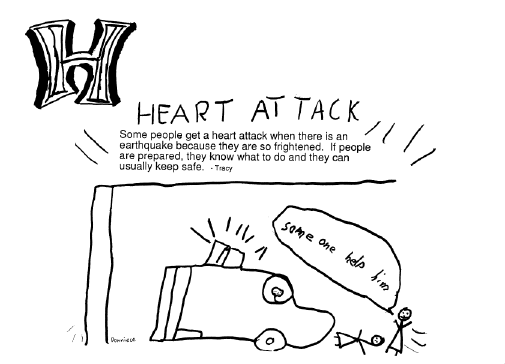 H
HEART ATTACK
Some people get a heart attack when there is an
earthquake because they are so frightened.  If people
are prepared, they know what to do and they can
usually keep safe.  - Tracy
some one help him